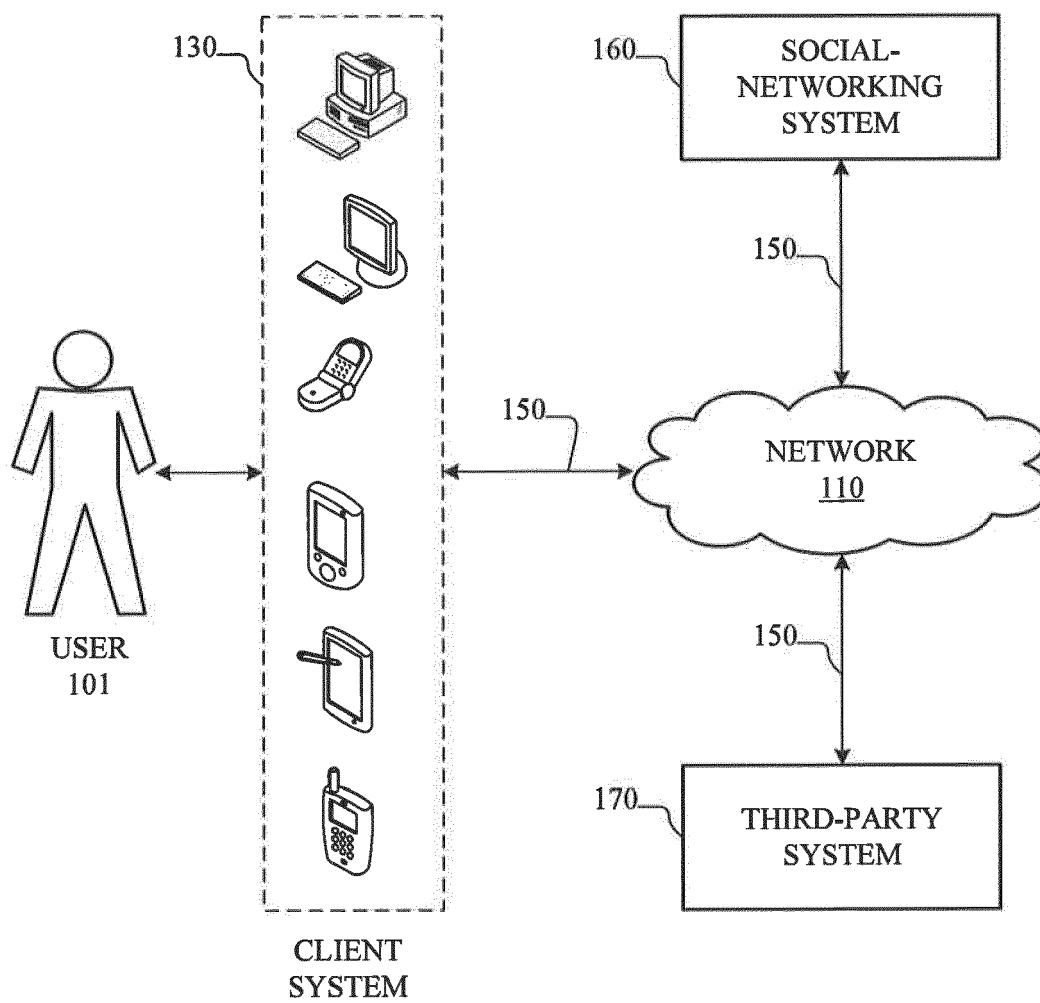 130
160
SOCIAL-
NETWORKING
SYSTEM
150
150
NETWORK
110
USER
101
150
170
THIRD-PARTY
SYSTEM
CLIENT
SYSTEM